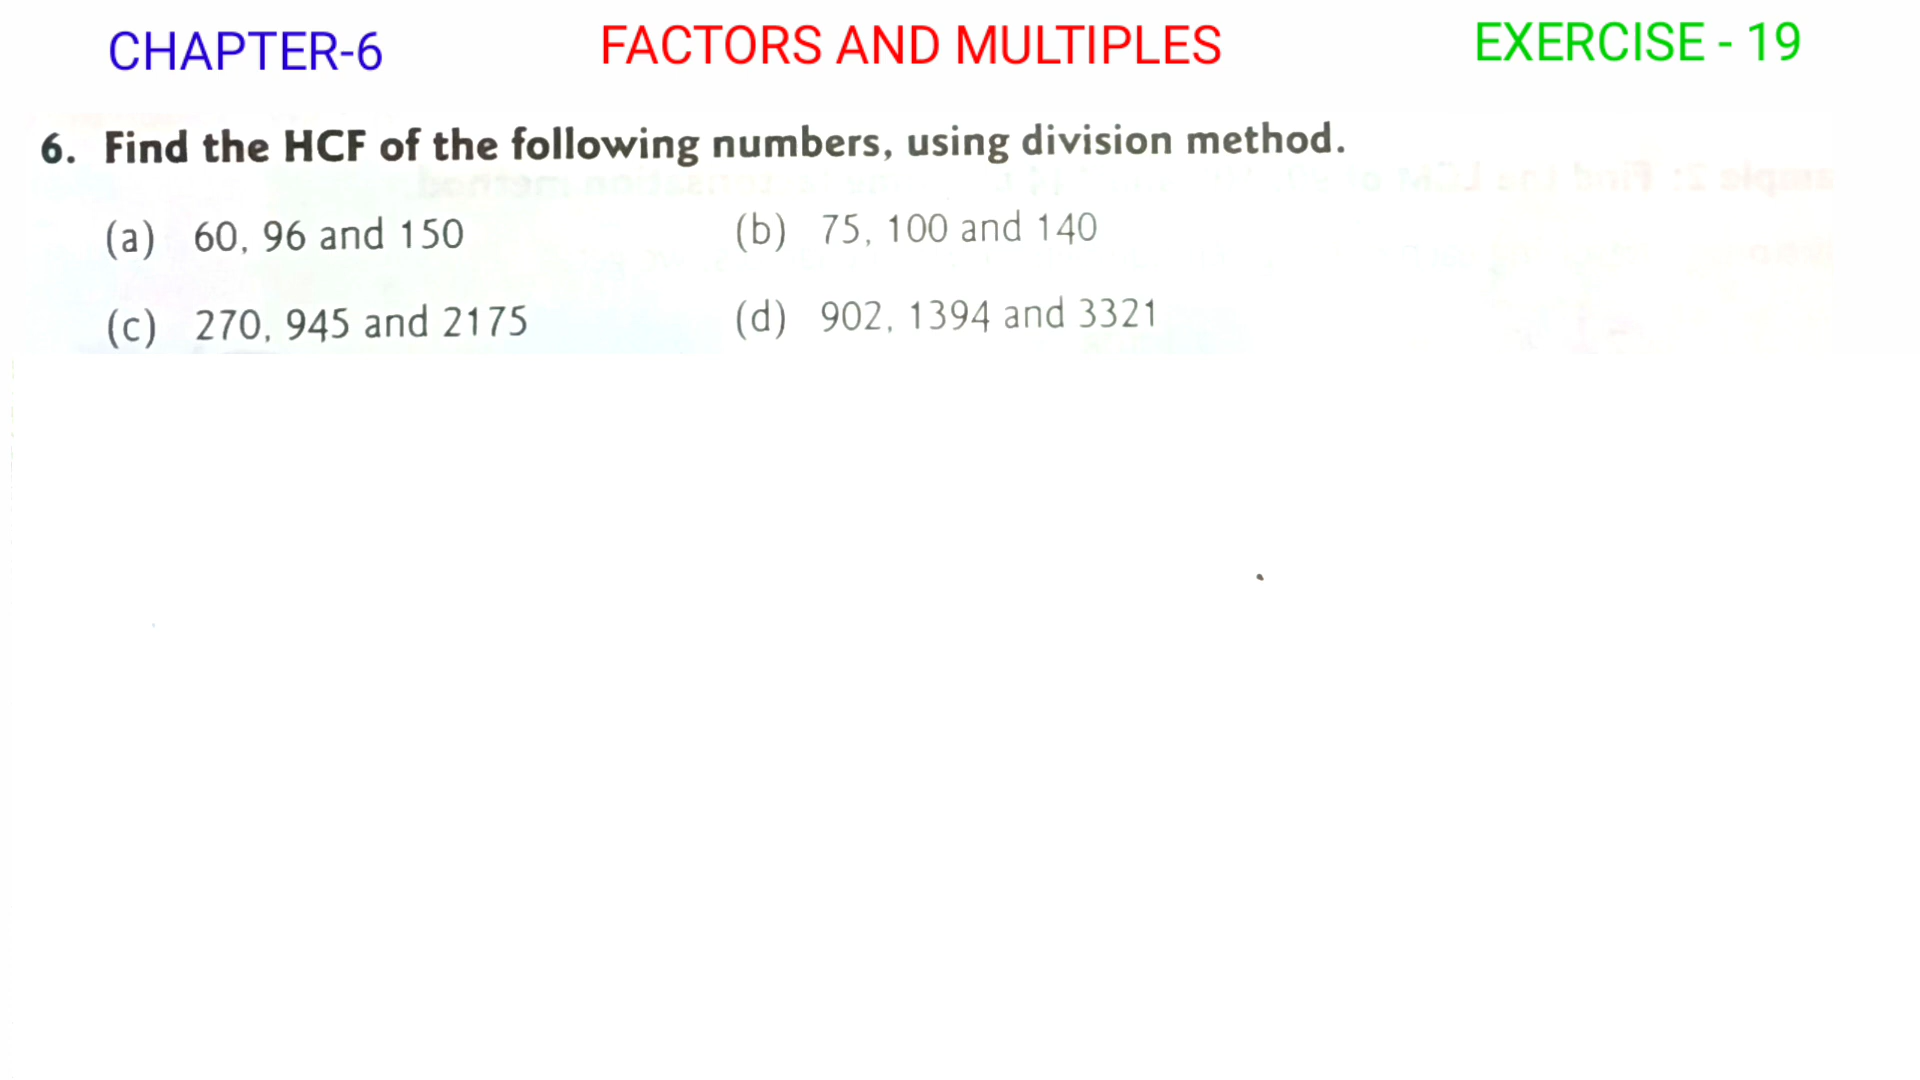 CHAPTER-6 FACTORS AND MULTIPLES EXERCISE - 19
6. Find the HCF of the following numbers, using division method.
(a) 60, 96 and 150 (b) 75, 100 and 140
(c) 270, 945 and 2175 (d) 902, 1394 and 3321